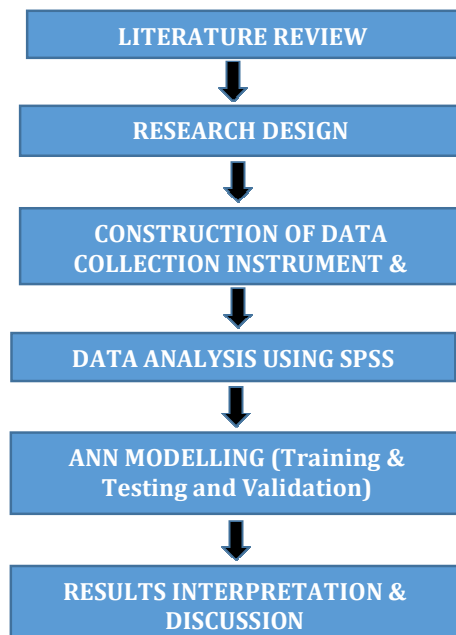 LITERATURE REVIEW
RESEARCH DESIGN
CONSTRUCTION OF DATA
COLLECTION INSTRUMENT &
DATA ANALYSIS USING SPSS
ANN MODELLING (Training &
Testing and Validation)
RESULTS INTERPRETATION &
DISCUSSION